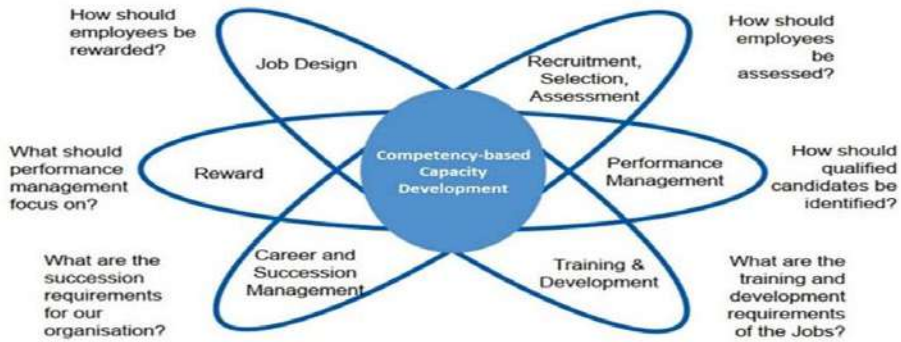 How should
employees be
rewarded?
Job Design
Recruitment,
Selection,
Assessment
How should
employees
be
assessed?
What should
performance
management
focus on?
Reward
Competency-based
Capacity
Development
Performance
Management
How should
qualified
candidates be
identified?
What are the
succession
requirements
for our
organisation?
Career and
Succession
Management
Training &
Development
What are the
training and
development
requirements
of the Jobs?